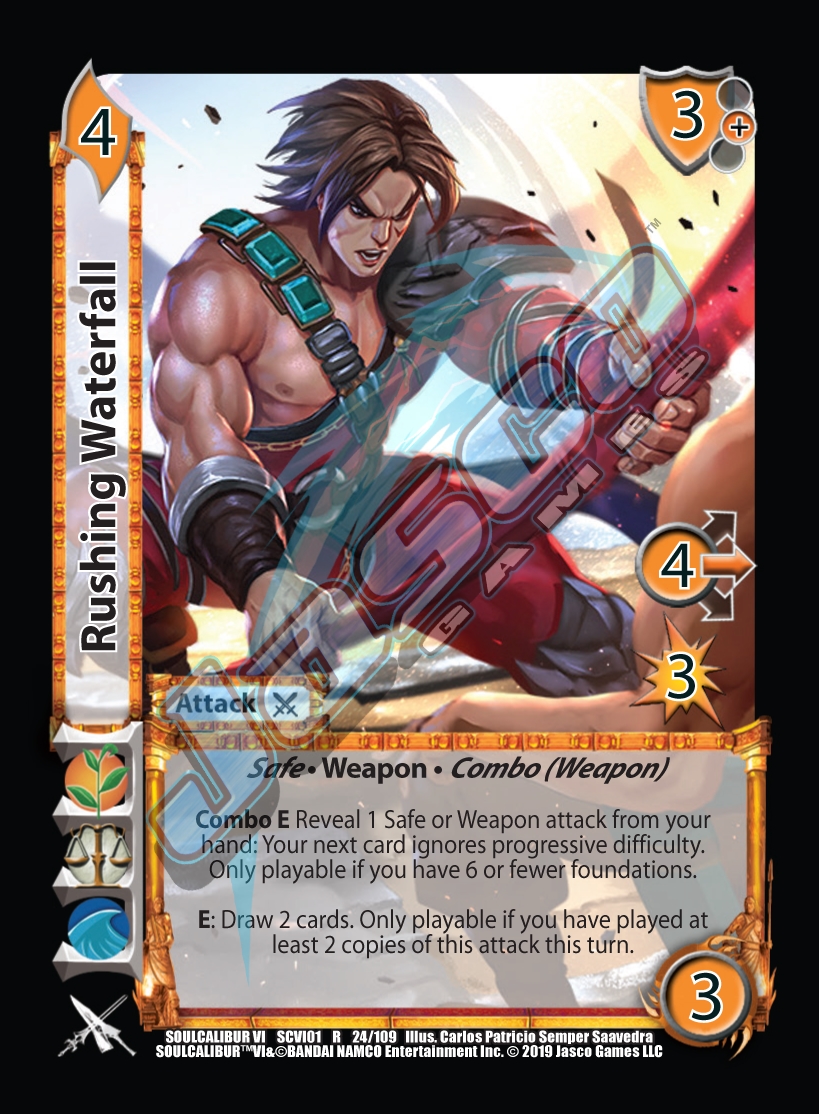 4
3
+
Rushing Waterfall
JASCO
GAMES
TM
4
3
Attack
Safe • Weapon • Combo (Weapon)
Combo E Reveal 1 Safe or Weapon attack from your
hand: Your next card ignores progressive difficulty.
Only playable if you have 6 or fewer foundations.
E: Draw 2 cards. Only playable if you have played at
least 2 copies of this attack this turn.
3
SOULCALIBUR VI SCVI01 R 24/109 Illus. Carlos Patricio Semper Saavedra
SOULCALIBUR™VI&©BANDAI NAMCO Entertainment Inc. © 2019 Jasco Games LLC